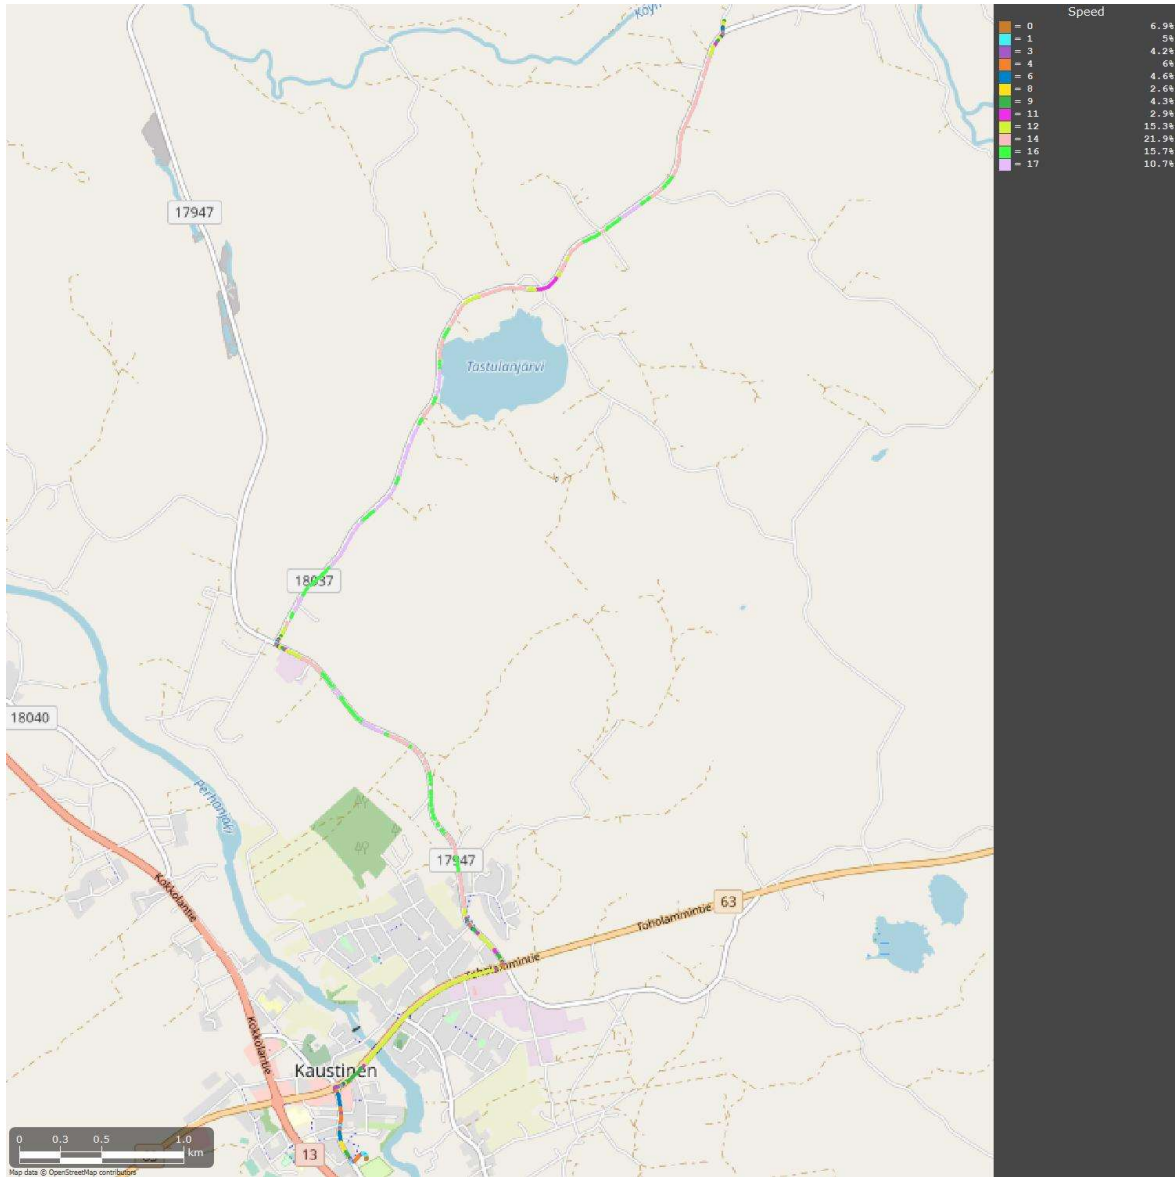 Speed
= 0 6.9%
= 1 5%
= 3 4.2%
= 4 6%
= 6 4.6%
= 8 2.6%
= 9 4.3%
= 11 2.9%
= 12 15.3%
= 14 21.9%
= 16 15.7%
= 17 10.7%
17947
Tastulanjärvi
18037
18040
Perhonjoki
17947
Kokkolantie
63
Toholammintie
Toholammintie
Kokkolantie
Kaustinen
13
0 0.3 0.5 1.0
km
Map data © OpenStreetMap contributors